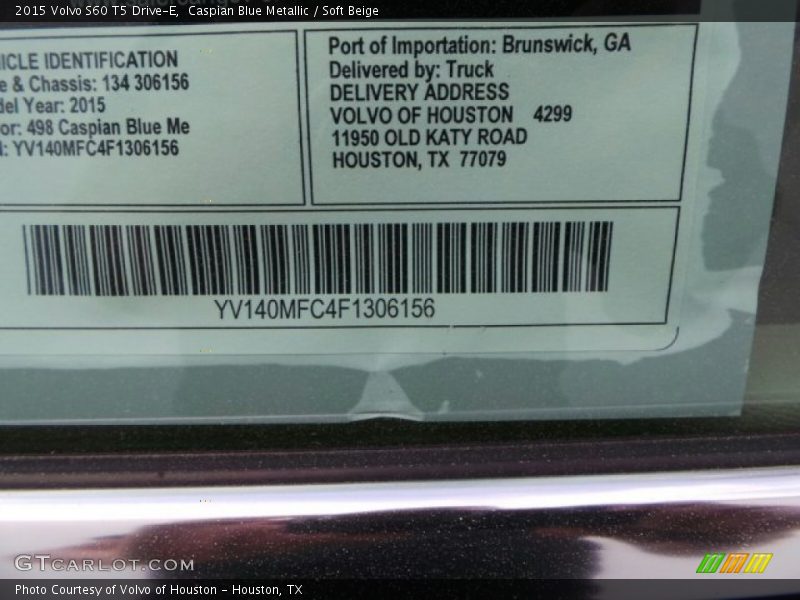 2015 Volvo S60 T5 Drive-E, Caspian Blue Metallic / Soft Beige
ICLE IDENTIFICATION
e & Chassis: 134 306156
del Year: 2015
or: 498 Caspian Blue Me
: YV140MFC4F1306156
Port of Importation: Brunswick, GA
Delivered by: Truck
DELIVERY ADDRESS
VOLVO OF HOUSTON 4299
11950 OLD KATY ROAD
HOUSTON, TX 77079
YV140MFC4F1306156
GTCARLOT.COM
Photo Courtesy of Volvo of Houston - Houston, TX